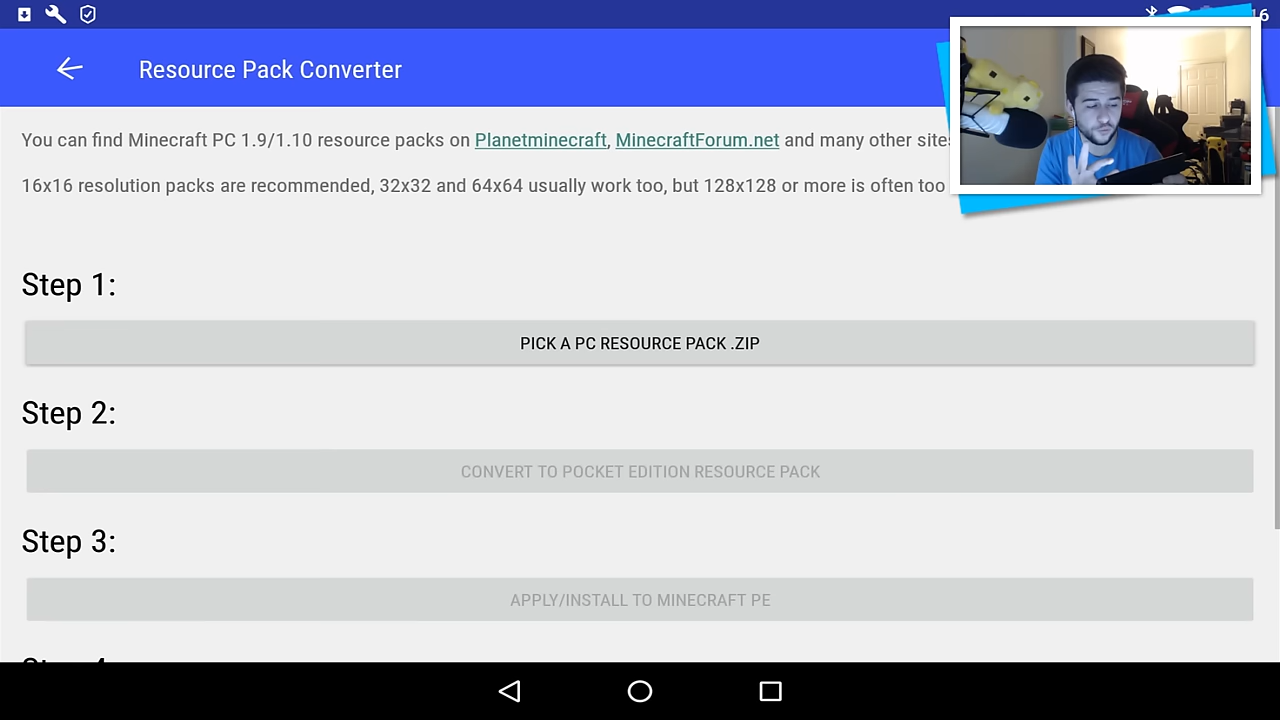 16
Resource Pack Converter
You can find Minecraft PC 1.9/1.10 resource packs on Planetminecraft, MinecraftForum.net and many other sites
16x16 resolution packs are recommended, 32x32 and 64x64 usually work too, but 128x128 or more is often too
Step 1:
PICK A PC RESOURCE PACK .ZIP
Step 2:
CONVERT TO POCKET EDITION RESOURCE PACK
Step 3:
APPLY/INSTALL TO MINECRAFT PE
Step 4